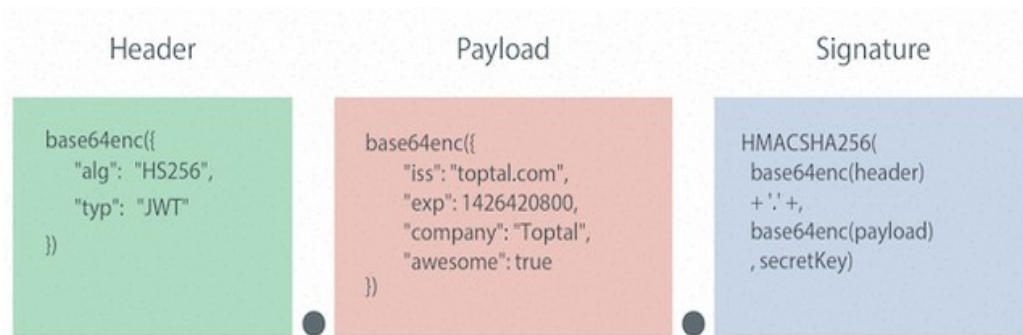 Header
Payload
Signature
base64enc({
"alg": "HS256",
"typ": "JWT"
})
base64enc({
"iss": "toptal.com",
"exp": 1426420800,
"company": "Toptal",
"awesome": true
})
HMACSHA256(
base64enc(header)
+ '.' +,
base64enc(payload)
, secretKey)